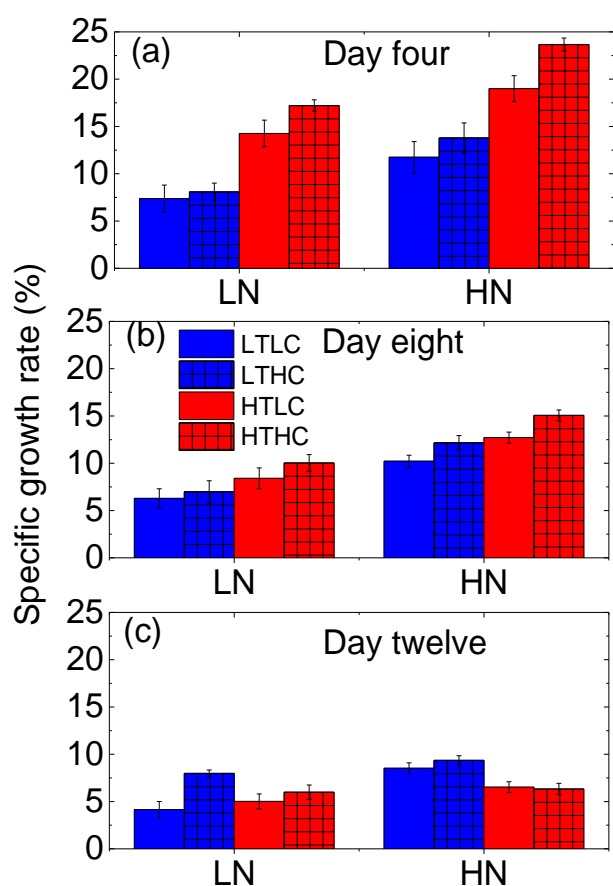 Specific growth rate (%)
(a) Day four
25
20
15
10
5
0
LN HN
(b) Day eight
LTLC
LTHC
HTLC
HTHC
25
20
15
10
5
0
LN HN
(c) Day twelve
25
20
15
10
5
0
LN HN